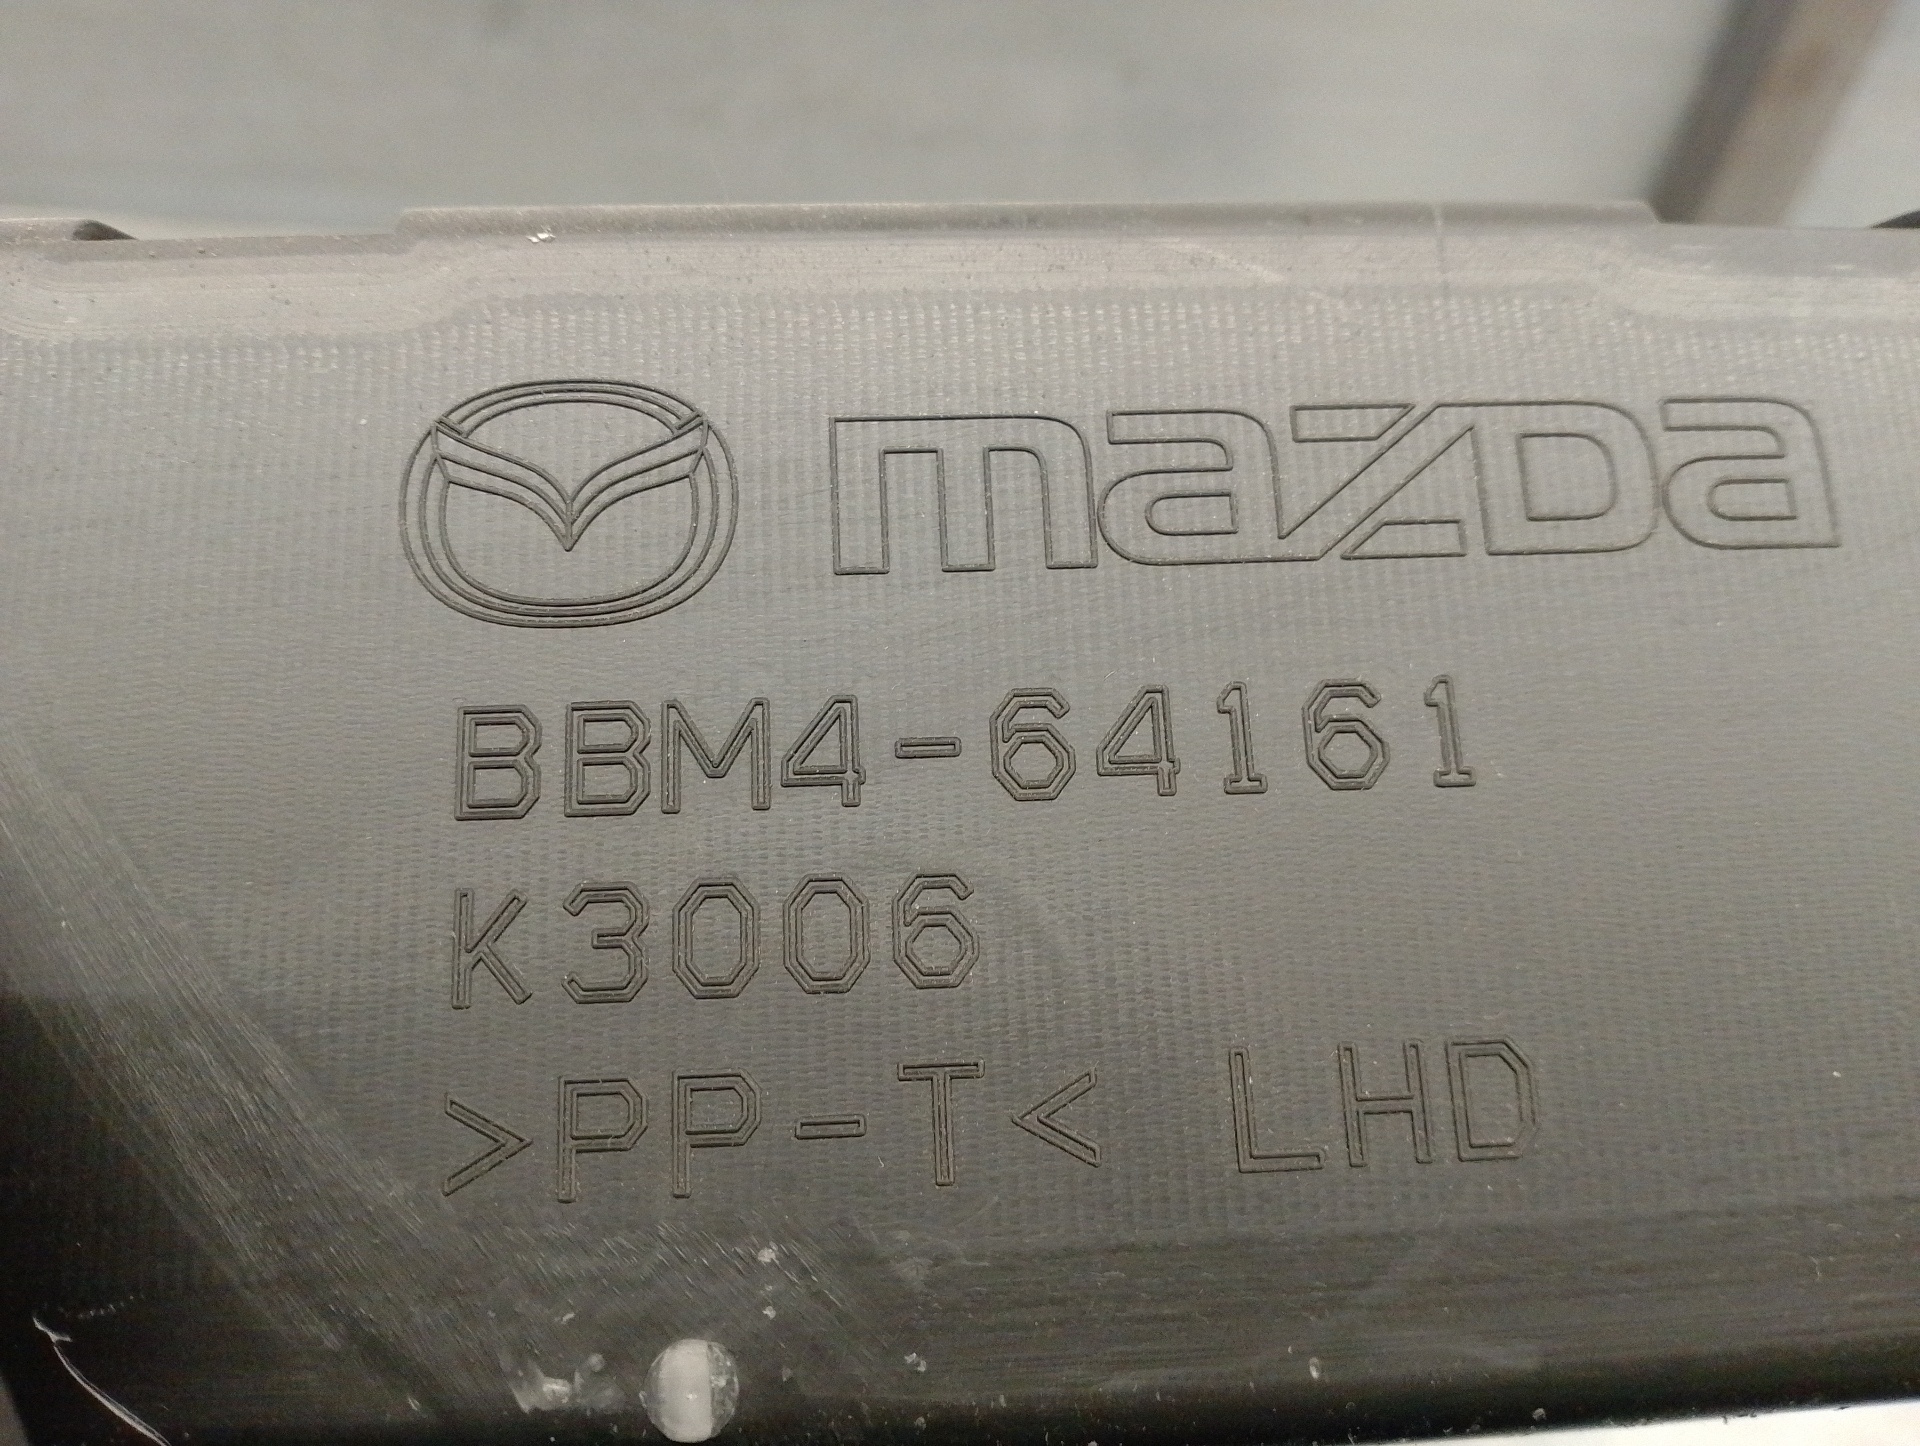 mazda
BBM4-64161
K3006
>PP-T< LHD